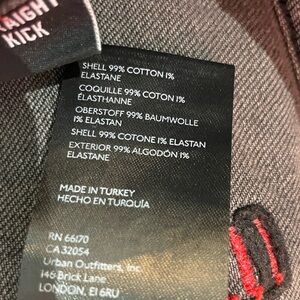 AIGHT
KICK
SHELL 99% COTTON 1%
ELASTANE
COQUILLE 99% COTON 1%
ÉLASTHANNE
OBERSTOFF 99% BAUMWOLLE
1% ELASTAN
SHELL 99% COTONE 1% ELASTAN
EXTERIOR 99% ALGODÓN 1%
ELASTANE
MADE IN TURKEY
HECHO EN TURQUÍA
RN 66170
CA 32054
Urban Outfitters, Inc
146 Brick Lane
LONDON, E1 6RU